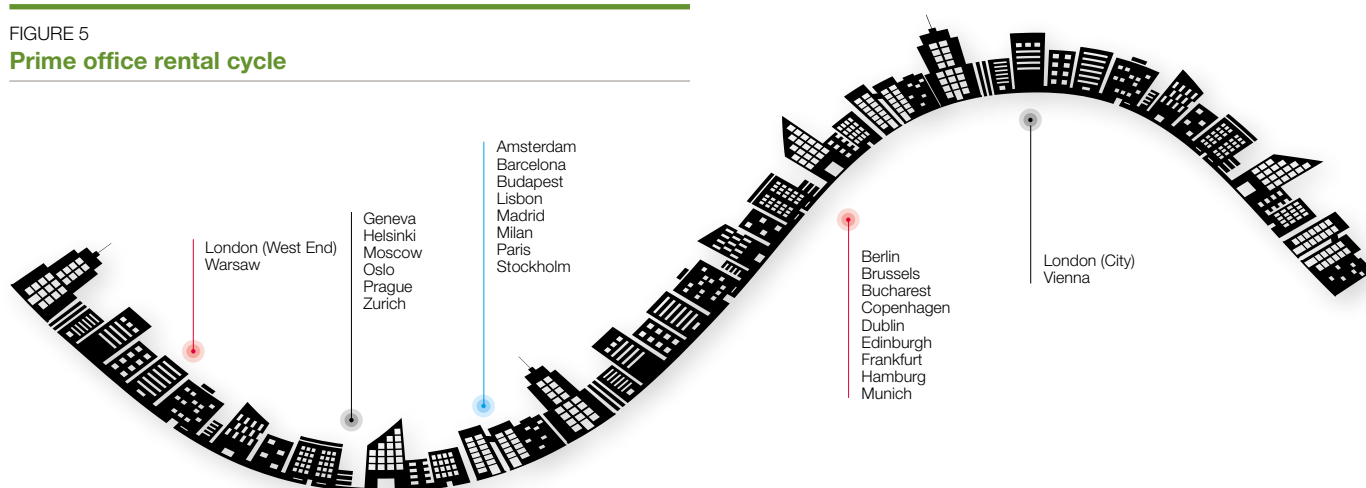 FIGURE 5
Prime office rental cycle
London (West End)
Warsaw
Geneva
Helsinki
Moscow
Oslo
Prague
Zurich
Amsterdam
Barcelona
Budapest
Lisbon
Madrid
Milan
Paris
Stockholm
Berlin
Brussels
Bucharest
Copenhagen
Dublin
Edinburgh
Frankfurt
Hamburg
Munich
London (City)
Vienna